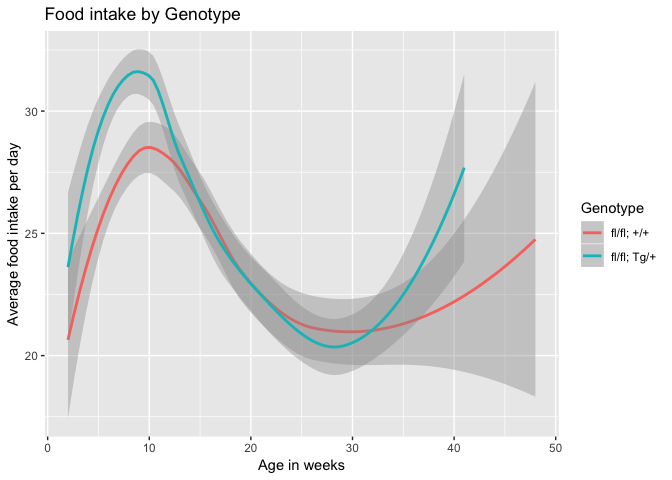 Food intake by Genotype
Average food intake per day
30
25
20
0
10
20
30
40
50
Age in weeks
Genotype
fl/fl; +/+
fl/fl; Tg/+